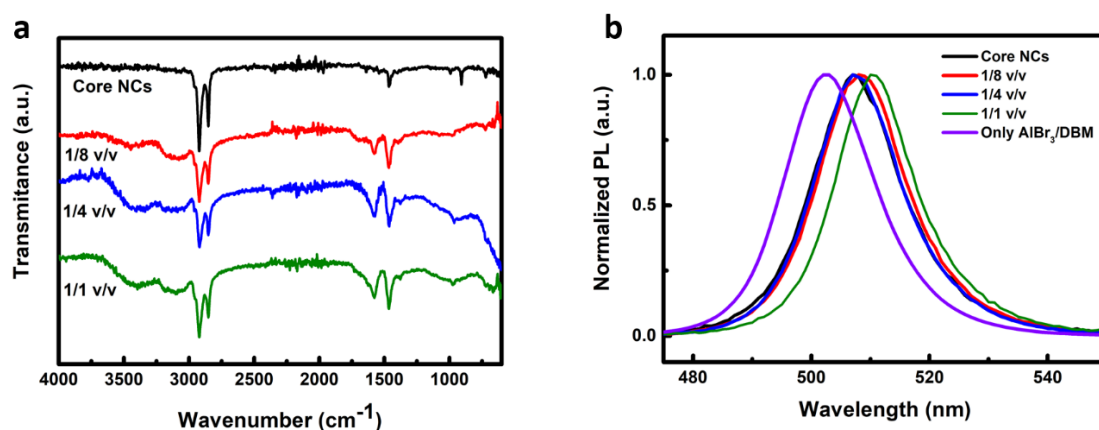 a
Transmitance (a.u.)
Core NCs
1/8 v/v
1/4 v/v
1/1 v/v
4000 3500 3000 2500 2000 1500 1000
Wavenumber (cm⁻¹)
b
Normalized PL (a.u.)
1.0
0.5
0.0
Core NCs
1/8 v/v
1/4 v/v
1/1 v/v
Only AlBr₃/DBM
480 500 520 540
Wavelength (nm)